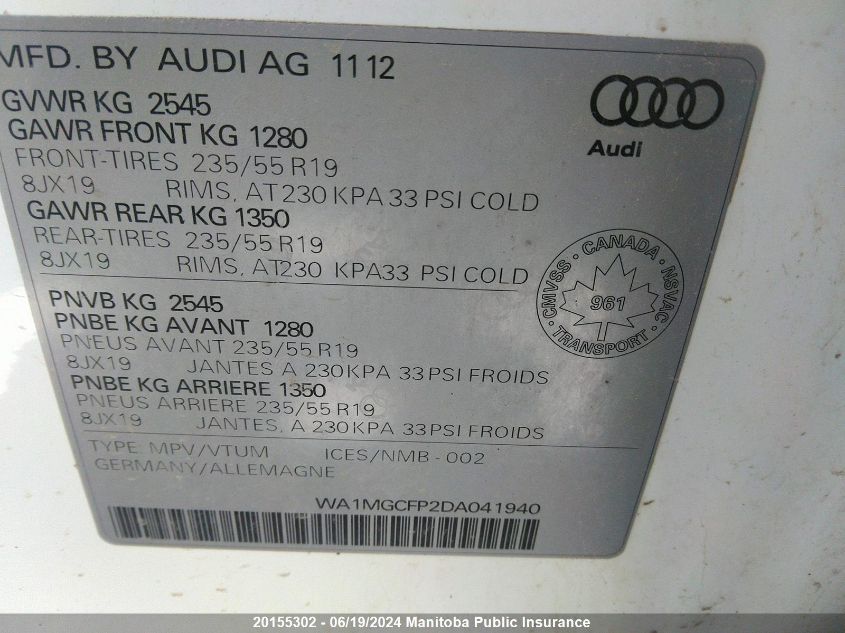 MFD. BY AUDI AG 11 12
GVWR KG 2545
GAWR FRONT KG 1280
FRONT-TIRES 235/55 R19
8JX19 RIMS, AT 230 KPA 33 PSI COLD
GAWR REAR KG 1350
REAR-TIRES 235/55 R19
8JX19 RIMS, AT230 KPA33 PSI COLD
Audi
CANADA
CMVSS · NSVAC
961
TRANSPORT
PNVB KG 2545
PNBE KG AVANT 1280
PNEUS AVANT 235/55 R19
8JX19 JANTES A 230KPA 33PSI FROIDS
PNBE KG ARRIERE 1350
PNEUS ARRIERE 235/55 R19
8JX19 JANTES, A 230KPA 33PSI FROIDS
TYPE: MPV/VTUM ICES/NMB - 002
GERMANY/ALLEMAGNE
WA1MGCFP2DA041940
20155302 - 06/19/2024 Manitoba Public Insurance